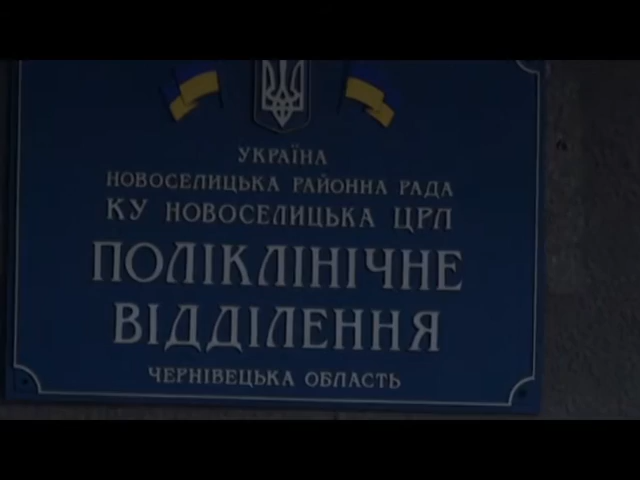 УКРАЇНА
НОВОСЕЛИЦЬКА РАЙОННА РАДА
КУ НОВОСЕЛИЦЬКА ЦРЛ
ПОЛІКЛІНІЧНЕ
ВІДДІЛЕННЯ
ЧЕРНІВЕЦЬКА ОБЛАСТЬ